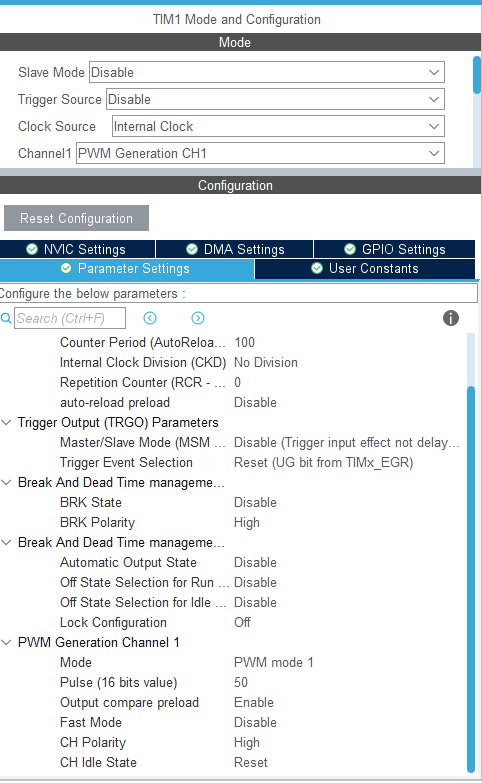 TIM1 Mode and Configuration
Mode
Slave Mode Disable
Trigger Source Disable
Clock Source Internal Clock
Channel1 PWM Generation CH1
Configuration
Reset Configuration
NVIC Settings DMA Settings GPIO Settings
Parameter Settings User Constants
Configure the below parameters :
Search (Ctrl+F)
Counter Period (AutoReloa... 100
Internal Clock Division (CKD) No Division
Repetition Counter (RCR - ... 0
auto-reload preload Disable
Trigger Output (TRGO) Parameters
Master/Slave Mode (MSM ... Disable (Trigger input effect not delay...
Trigger Event Selection Reset (UG bit from TIMx_EGR)
Break And Dead Time manageme...
BRK State Disable
BRK Polarity High
Break And Dead Time manageme...
Automatic Output State Disable
Off State Selection for Run ... Disable
Off State Selection for Idle ... Disable
Lock Configuration Off
PWM Generation Channel 1
Mode PWM mode 1
Pulse (16 bits value) 50
Output compare preload Enable
Fast Mode Disable
CH Polarity High
CH Idle State Reset